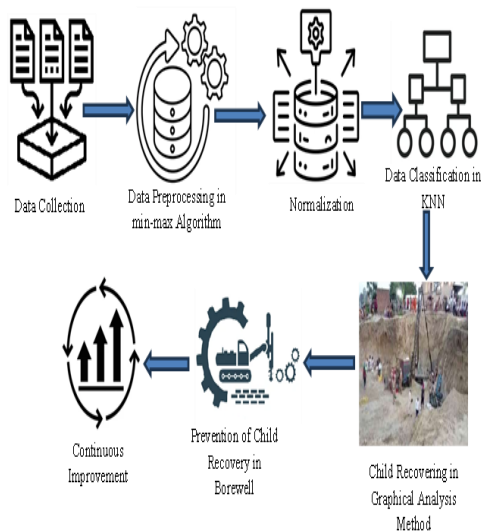 Data Collection
Data Preprocessing in
min-max Algorithm
Normalization
Data Classification in
KNN
Continuous
Improvement
Prevention of Child
Recovery in
Borewell
Child Recovering in
Graphical Analysis
Method